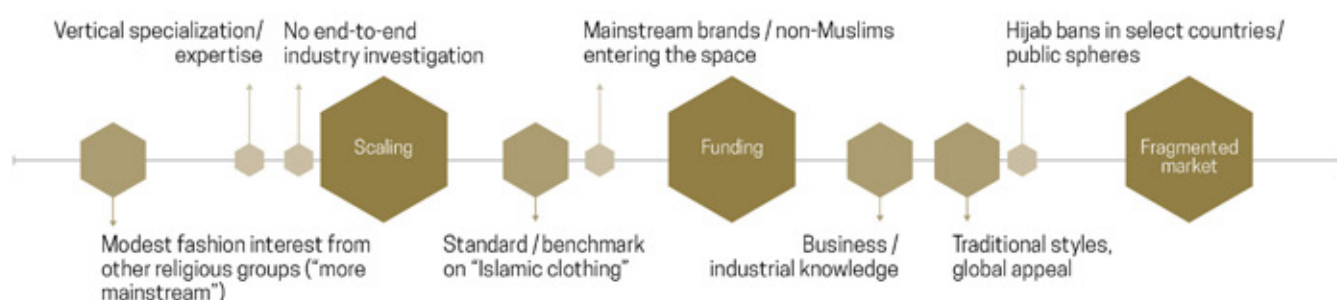 Vertical specialization/
expertise
No end-to-end
industry investigation
Mainstream brands / non-Muslims
entering the space
Hijab bans in select countries/
public spheres
Scaling
Funding
Fragmented
market
Modest fashion interest from
other religious groups (“more
mainstream”)
Standard / benchmark
on “Islamic clothing”
Business /
industrial knowledge
Traditional styles,
global appeal